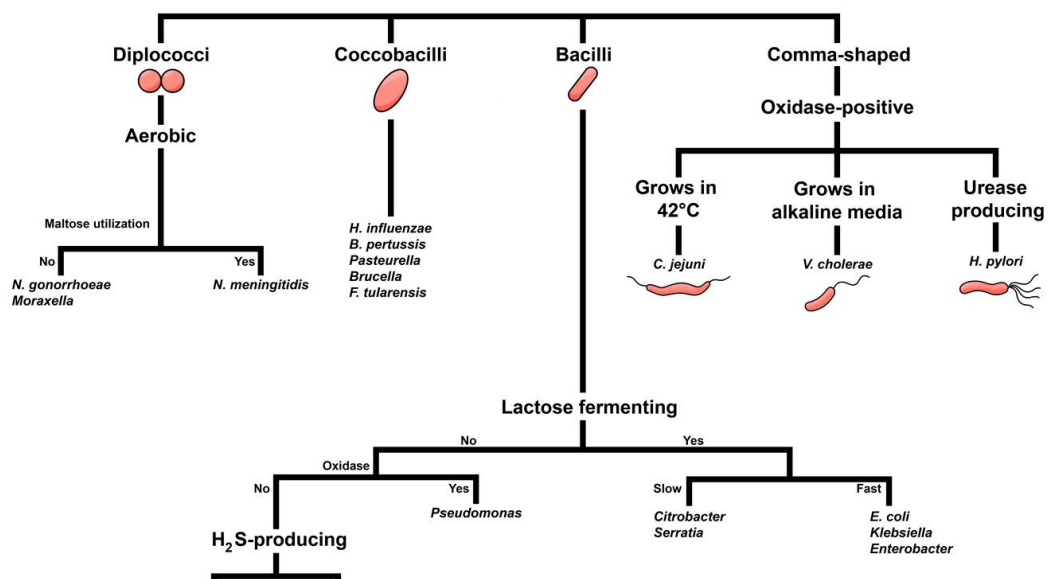 Diplococci
Coccobacilli
Bacilli
Comma-shaped
Aerobic
Oxidase-positive
Maltose utilization
No
Yes
N. gonorrhoeae
Moraxella
N. meningitidis
H. influenzae
B. pertussis
Pasteurella
Brucella
F. tularensis
Grows in
42°C
C. jejuni
Grows in
alkaline media
V. cholerae
Urease
producing
H. pylori
Lactose fermenting
No
Yes
Oxidase
No
Yes
Pseudomonas
H₂S-producing
Slow
Fast
Citrobacter
Serratia
E. coli
Klebsiella
Enterobacter